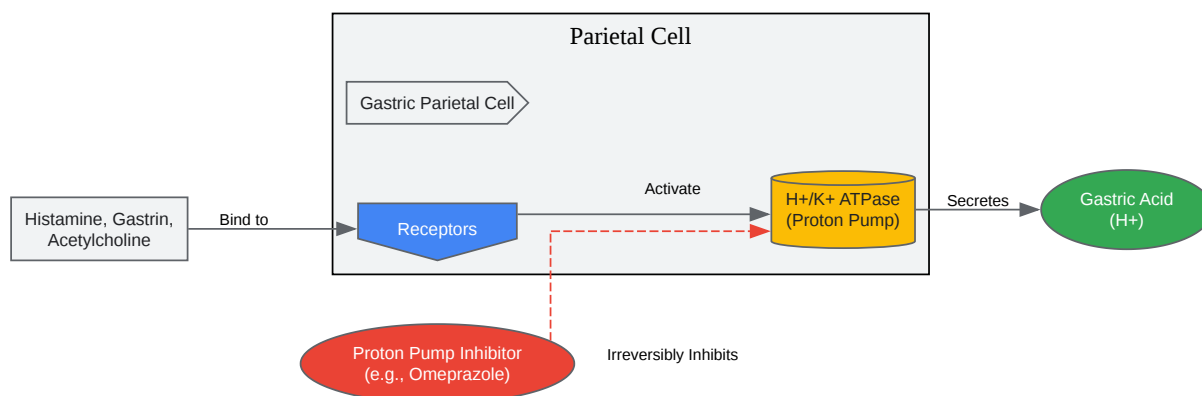 Parietal Cell
Gastric Parietal Cell
Histamine, Gastrin,
Acetylcholine
Bind to
Receptors
Activate
H+/K+ ATPase
(Proton Pump)
Secretes
Gastric Acid
(H+)
Proton Pump Inhibitor
(e.g., Omeprazole)
Irreversibly Inhibits